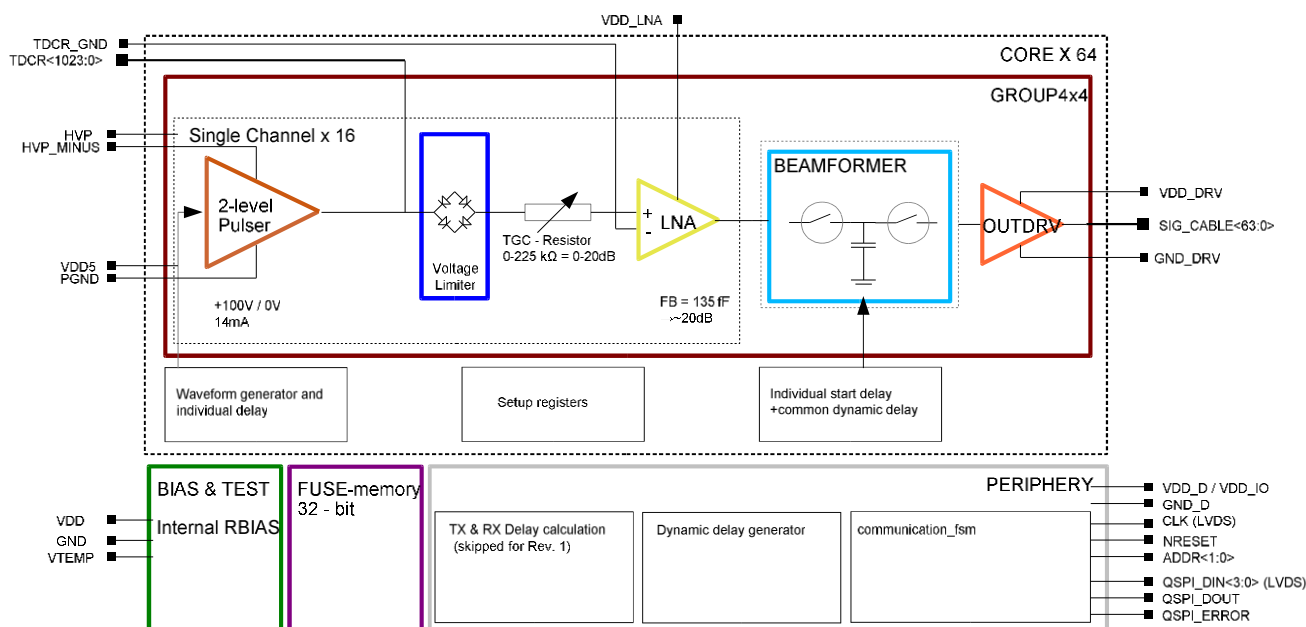 VDD_LNA
TDCR_GND
TDCR<1023:0>
CORE X 64
GROUP4x4
HVP
HVP_MINUS
Single Channel x 16
2-level
Pulser
VDD5
PGND
+100V / 0V
14mA
Voltage
Limiter
TGC - Resistor
0-225 kΩ = 0-20dB
+
-
LNA
FB = 135fF
>~20dB
BEAMFORMER
OUTDRV
VDD_DRV
SIG_CABLE<63:0>
GND_DRV
Waveform generator and
individual delay
Setup registers
Individual start delay
+common dynamic delay
BIAS & TEST
Internal RBIAS
VDD
GND
VTEMP
FUSE-memory
32 - bit
PERIPHERY
TX & RX Delay calculation
(skipped for Rev. 1)
Dynamic delay generator
communication_fsm
VDD_D / VDD_IO
GND_D
CLK (LVDS)
NRESET
ADDR<1:0>
QSPI_DIN<3:0> (LVDS)
QSPI_DOUT
QSPI_ERROR